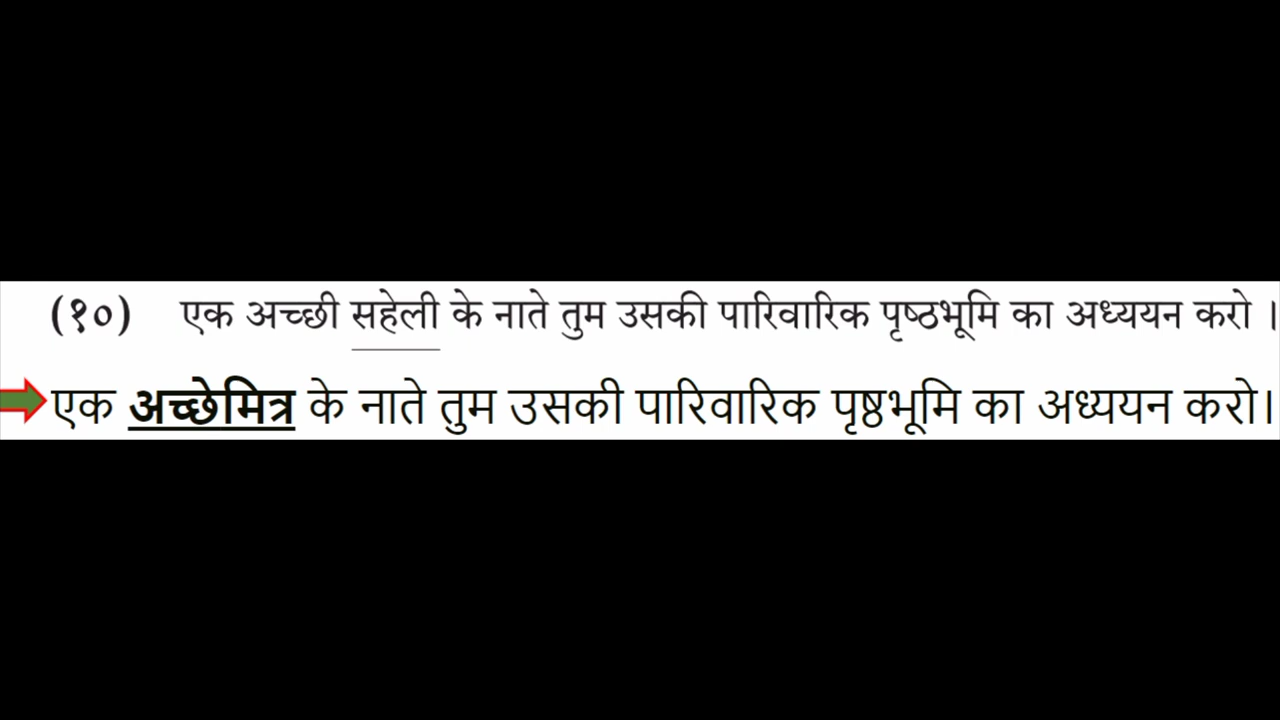 (१०) एक अच्छी सहेली के नाते तुम उसकी पारिवारिक पृष्ठभूमि का अध्ययन करो ।
एक अच्छेमित्र के नाते तुम उसकी पारिवारिक पृष्ठभूमि का अध्ययन करो।